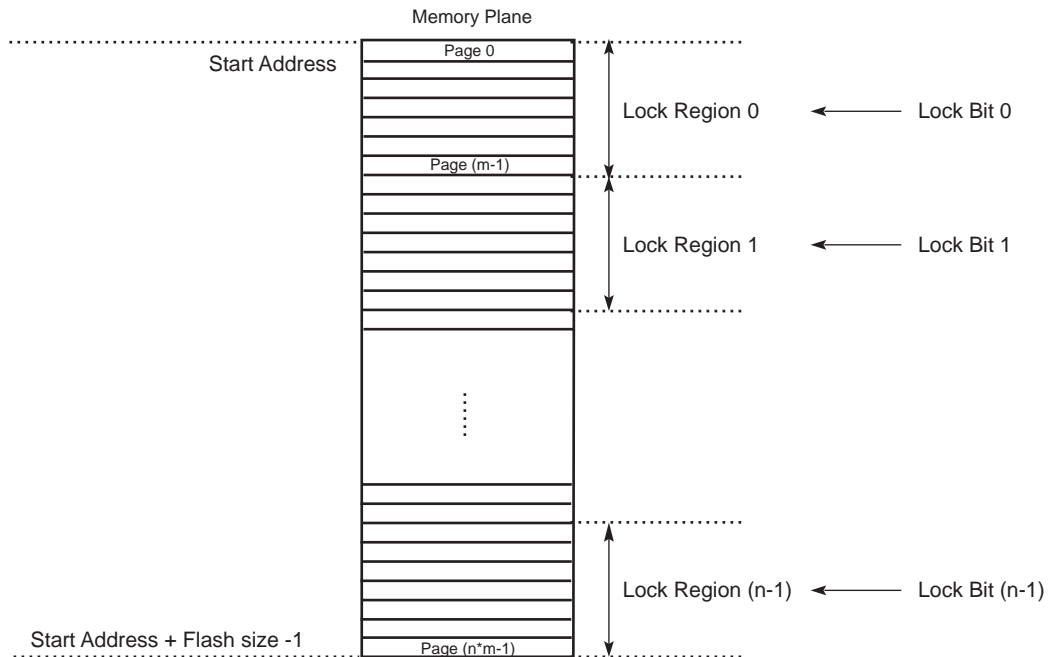 Memory Plane
Page 0
Start Address
Lock Region 0
Lock Bit 0
Page (m-1)
Lock Region 1
Lock Bit 1
Lock Region (n-1)
Lock Bit (n-1)
Start Address + Flash size -1
Page (n*m-1)